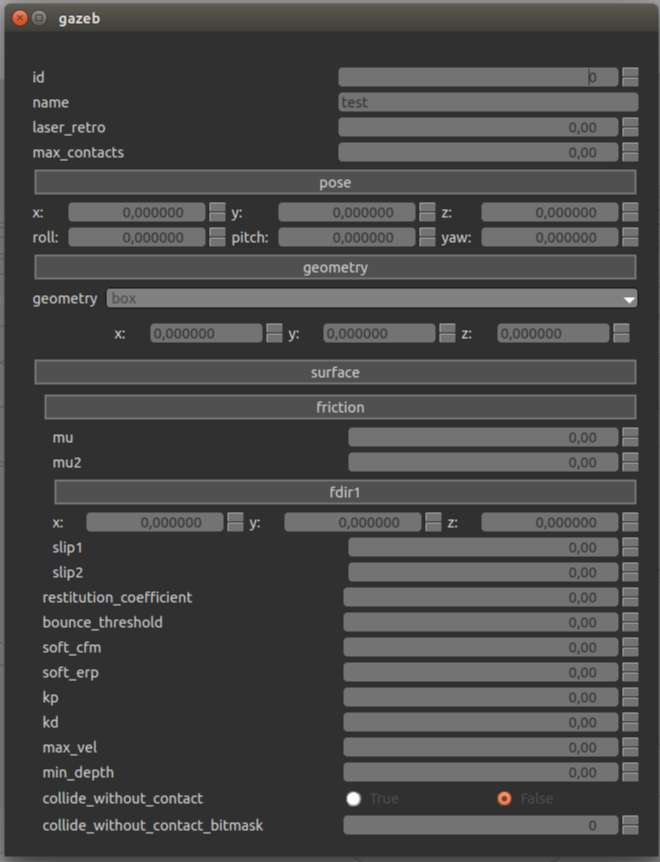 gazeb
id 0
name test
laser_retro 0,00
max_contacts 0,00
pose
x: 0,000000 y: 0,000000 z: 0,000000
roll: 0,000000 pitch: 0,000000 yaw: 0,000000
geometry
geometry box
x: 0,000000 y: 0,000000 z: 0,000000
surface
friction
mu 0,00
mu2 0,00
fdir1
x: 0,000000 y: 0,000000 z: 0,000000
slip1 0,00
slip2 0,00
restitution_coefficient 0,00
bounce_threshold 0,00
soft_cfm 0,00
soft_erp 0,00
kp 0,00
kd 0,00
max_vel 0,00
min_depth 0,00
collide_without_contact True False
collide_without_contact_bitmask 0